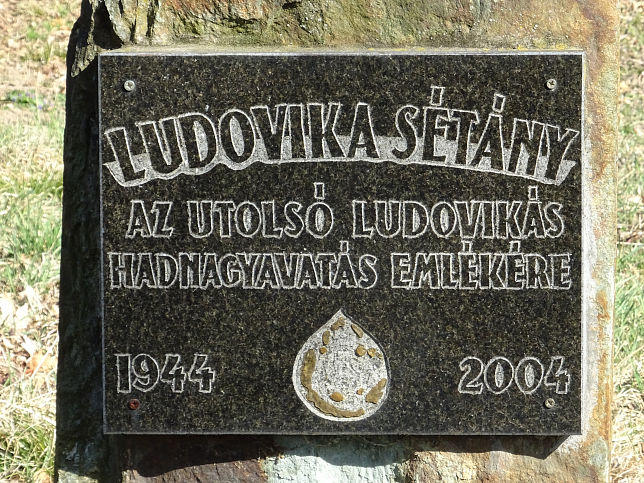 LUDOVIKA SÉTÁNY
AZ UTOLSÓ LUDOVIKÁS
HADNAGYAVATÁS EMLÉKÉRE
1944 2004